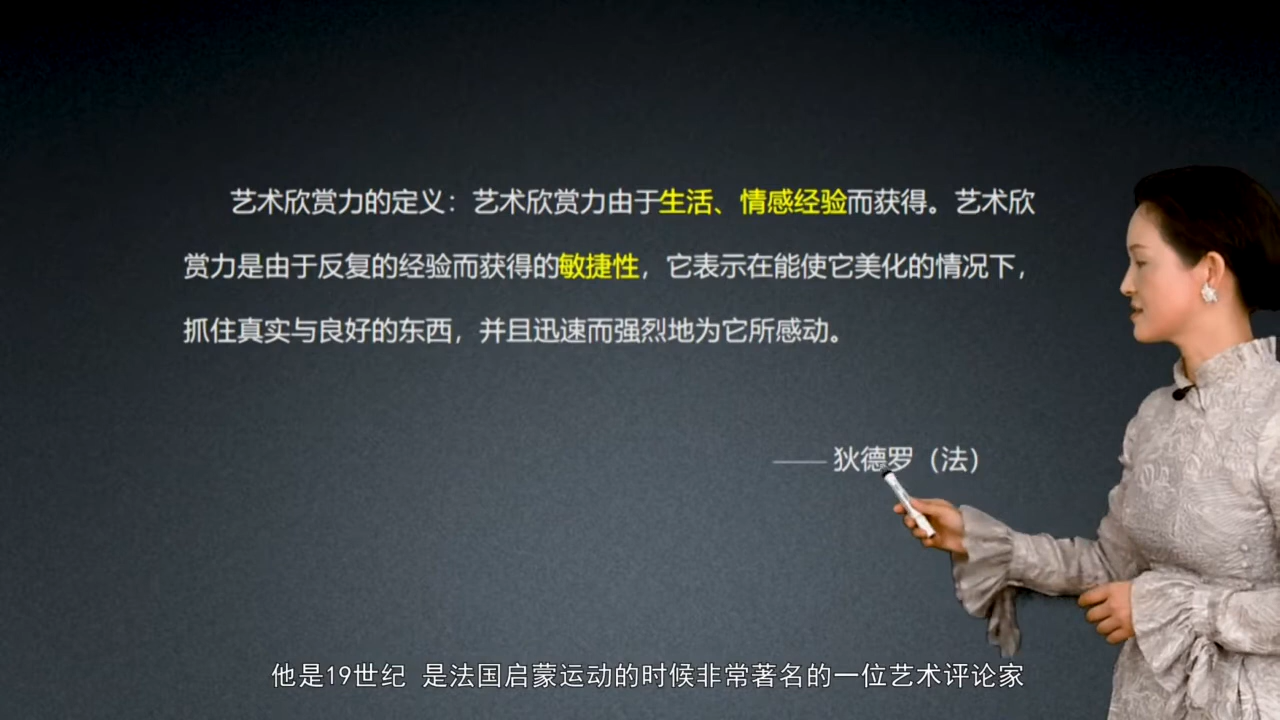 艺术欣赏力的定义：艺术欣赏力由于生活、情感经验而获得。艺术欣
赏力是由于反复的经验而获得的敏捷性，它表示在能使它美化的情况下，
抓住真实与良好的东西，并且迅速而强烈地为它所感动。
—— 狄德罗（法）
他是19世纪 是法国启蒙运动的时候非常著名的一位艺术评论家